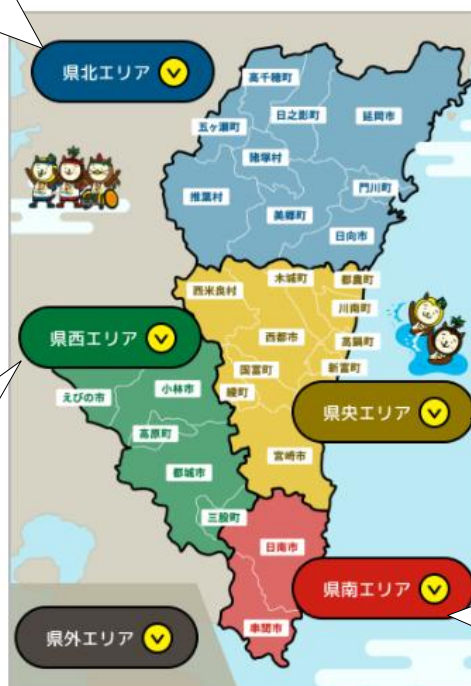 県北エリア
高千穂町
日之影町
延岡市
五ヶ瀬町
諸塚村
椎葉村
門川町
美郷町
日向市
木城町
都農町
西米良村
川南町
県西エリア
西都市
高鍋町
国富町
新富町
小林市
綾町
えびの市
県央エリア
高原町
宮崎市
都城市
三股町
日南市
県南エリア
串間市
県外エリア